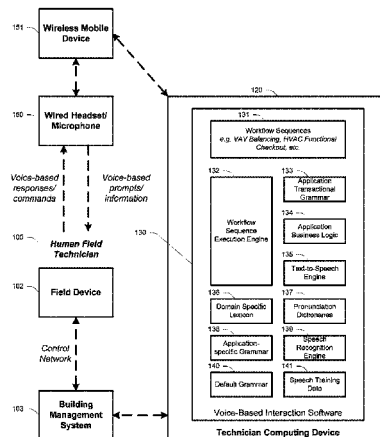 151
Wireless Mobile
Device
150
Wired Headset/
Microphone
Voice-based
responses/
commands
Voice-based
prompts/
information
100
Human Field
Technician
102
Field Device
Control
Network
103
Building
Management
System
120
130
131
Workflow Sequences
e.g. VAV Balancing, HVAC Functional
Checkout, etc.
132
Workflow
Sequence
Execution Engine
133
Application
Transactional
Grammar
134
Application
Business Logic
135
Text-to-Speech
Engine
136
Domain Specific
Lexicon
137
Pronunciation
Dictionaries
138
Application-
specific Grammar
139
Speech
Recognition
Engine
140
Default Grammar
141
Speech Training
Data
Voice-Based Interaction Software
Technician Computing Device